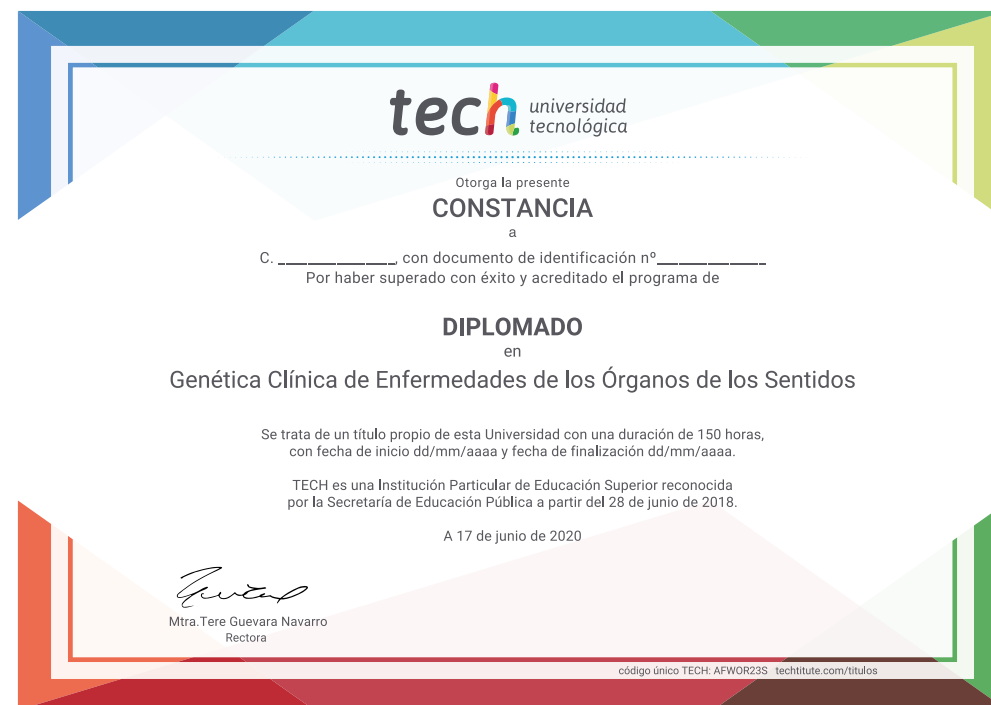 tech universidad
tecnológica
Otorga la presente
CONSTANCIA
a
C. ______________, con documento de identificación nº_____________
Por haber superado con éxito y acreditado el programa de
DIPLOMADO
en
Genética Clínica de Enfermedades de los Órganos de los Sentidos
Se trata de un título propio de esta Universidad con una duración de 150 horas,
con fecha de inicio dd/mm/aaaa y fecha de finalización dd/mm/aaaa.
TECH es una Institución Particular de Educación Superior reconocida
por la Secretaría de Educación Pública a partir del 28 de junio de 2018.
A 17 de junio de 2020
Mtra.Tere Guevara Navarro
Rectora
código único TECH: AFWOR23S techtitute.com/titulos